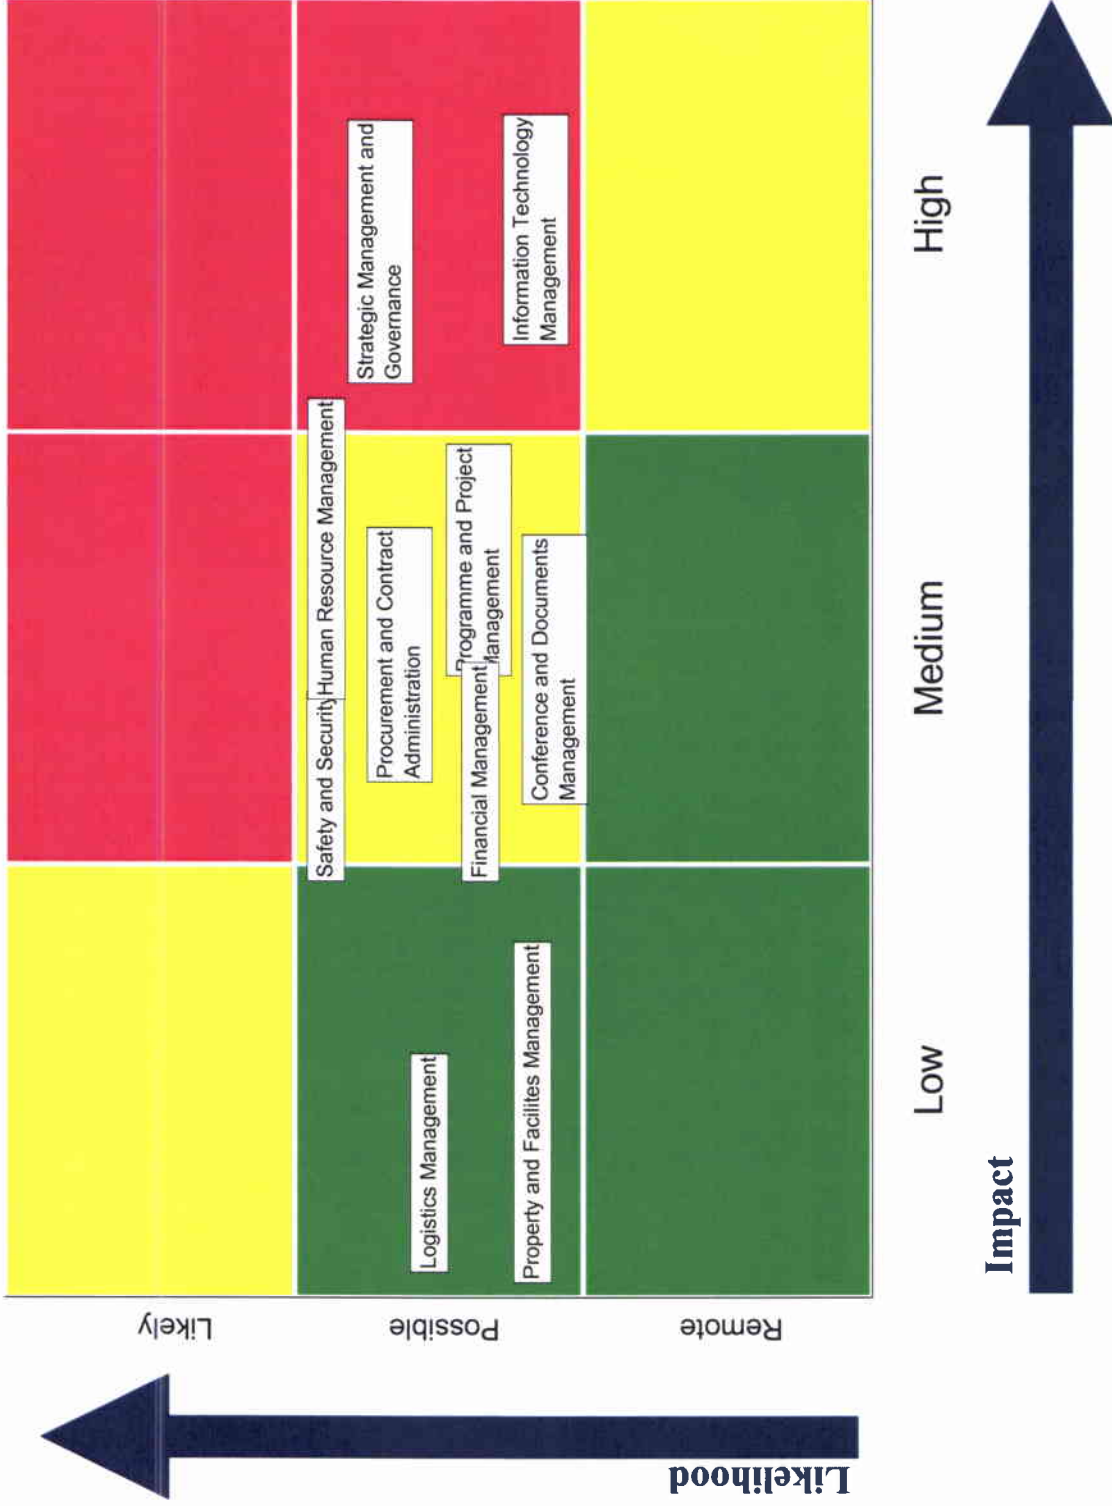 Likelihood
Likely
Possible
Remote
Safety and Security
Human Resource Management
Strategic Management and
Governance
Procurement and Contract
Administration
Logistics Management
Programme and Project
Management
Financial Management
Information Technology
Management
Property and Facilites Management
Conference and Documents
Management
Low
Medium
High
Impact